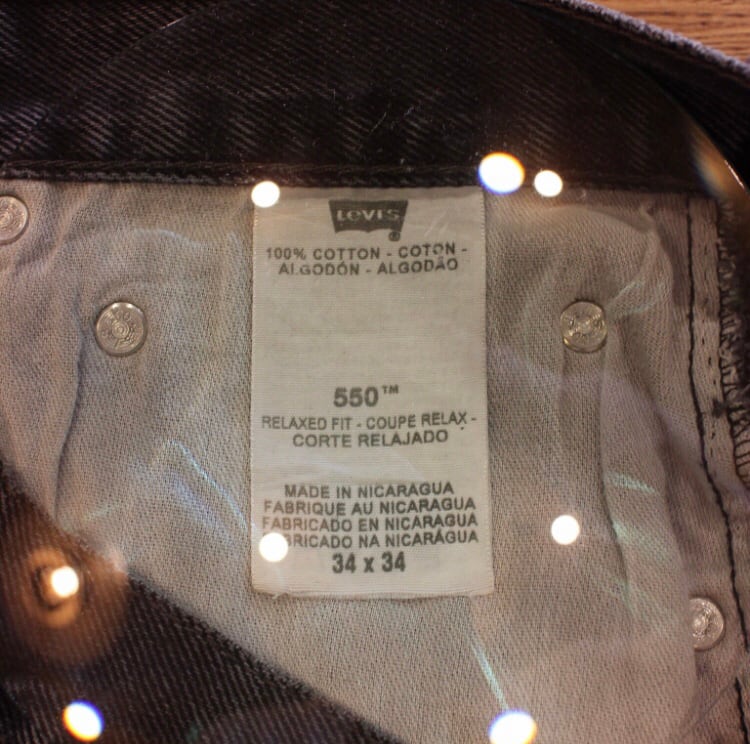 Levi's
®
100% COTTON - COTON -
ALGODÓN - ALGODÃO
550™
RELAXED FIT - COUPE RELAX -
CORTE RELAJADO
MADE IN NICARAGUA
FABRIQUE AU NICARAGUA
FABRICADO EN NICARAGUA
FABRICADO NA NICARÁGUA
34 x 34